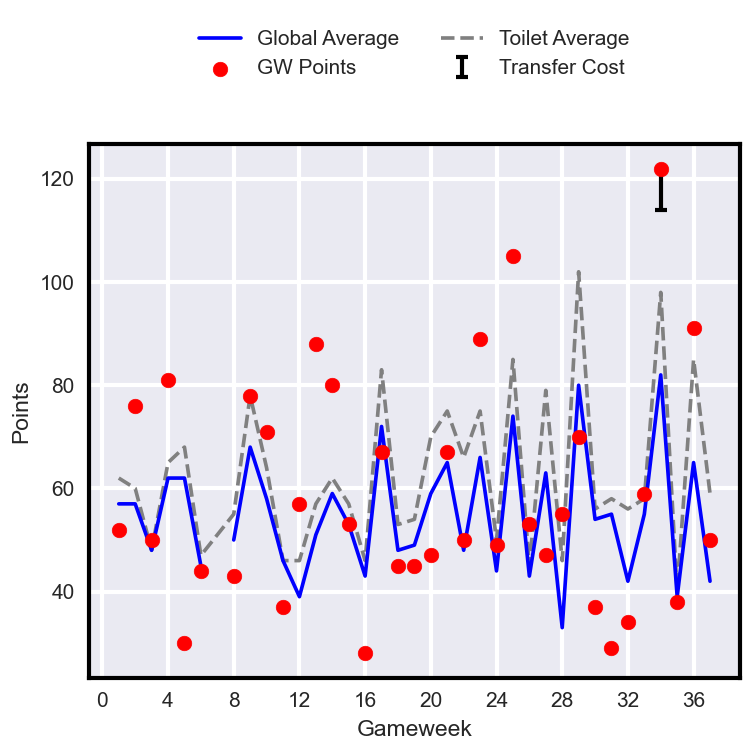 Global Average
Toilet Average
GW Points
Transfer Cost
120
100
80
60
40
Points
0 4 8 12 16 20 24 28 32 36
Gameweek